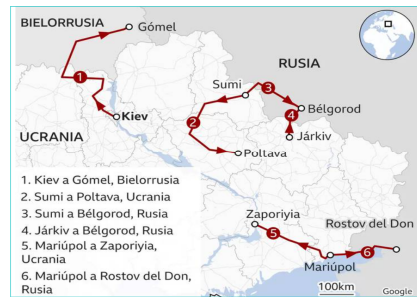 BIELORRUSIA
Gómel
RUSIA
Sumi
3
Bélgorod
1
4
2
Kiev
Járkiv
UCRANIA
Poltava
1. Kiev a Gómel, Bielorrusia
2. Sumi a Poltava, Ucrania
3. Sumi a Bélgorod, Rusia
4. Járkiv a Bélgorod, Rusia
5. Mariúpol a Zaporiyia,
Ucrania
6. Mariúpol a Rostov del Don,
Rusia
Zaporiyia
5
Rostov del Don
6
Mariúpol
100km
Google